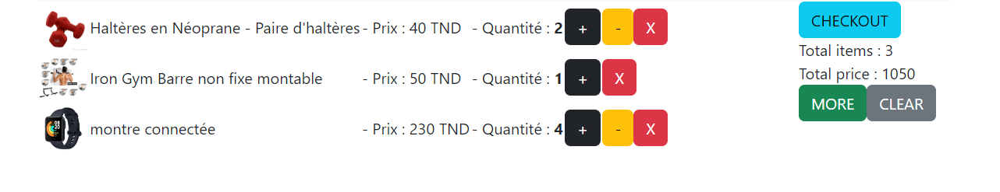 Haltères en Néoprane - Paire d'haltères - Prix : 40 TND - Quantité : 2 + - X
Iron Gym Barre non fixe montable - Prix : 50 TND - Quantité : 1 + X
montre connectée - Prix : 230 TND - Quantité : 4 + - X
CHECKOUT
Total items : 3
Total price : 1050
MORE CLEAR